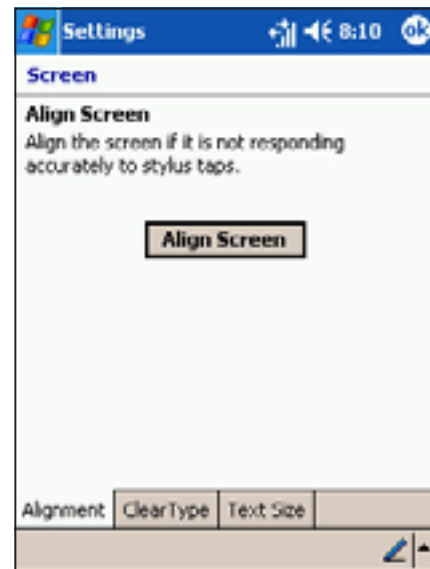 Settings 8:10 ok
Screen
Align Screen
Align the screen if it is not responding
accurately to stylus taps.
Align Screen
Alignment ClearType Text Size